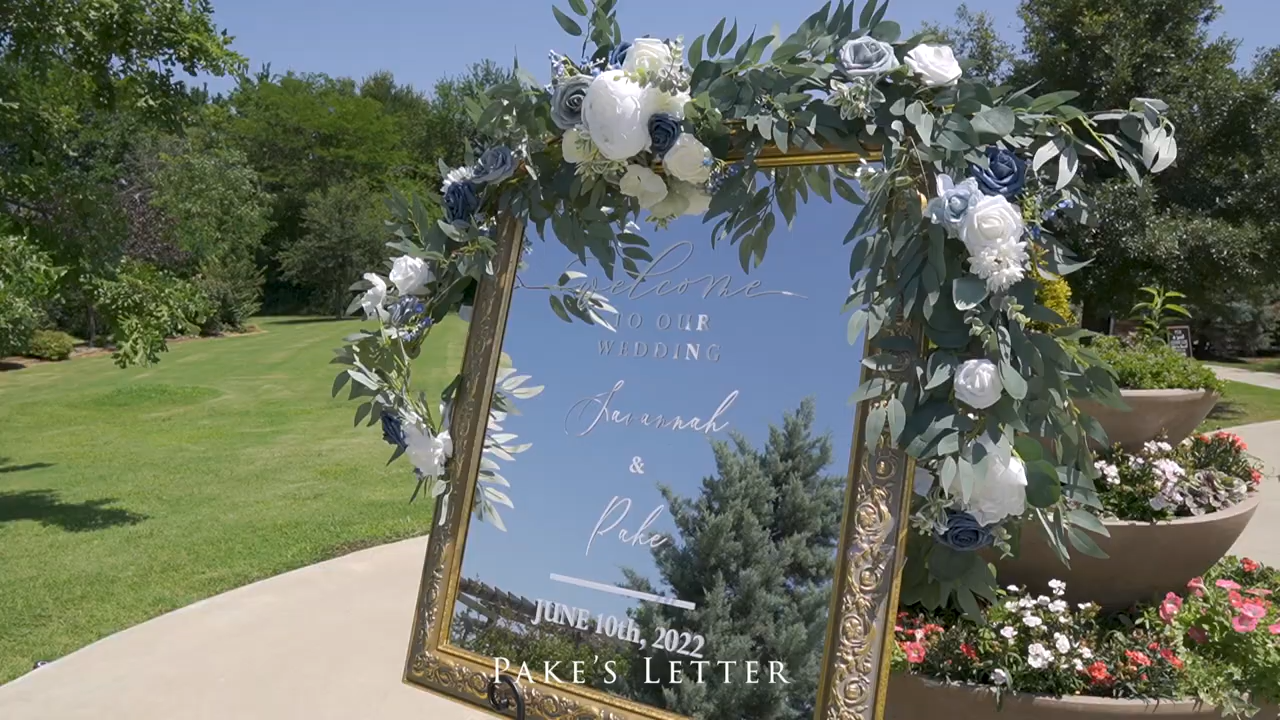 welcome
TO OUR
WEDDING
Savannah
&
Pake
JUNE 10th, 2022
PAKE'S LETTER